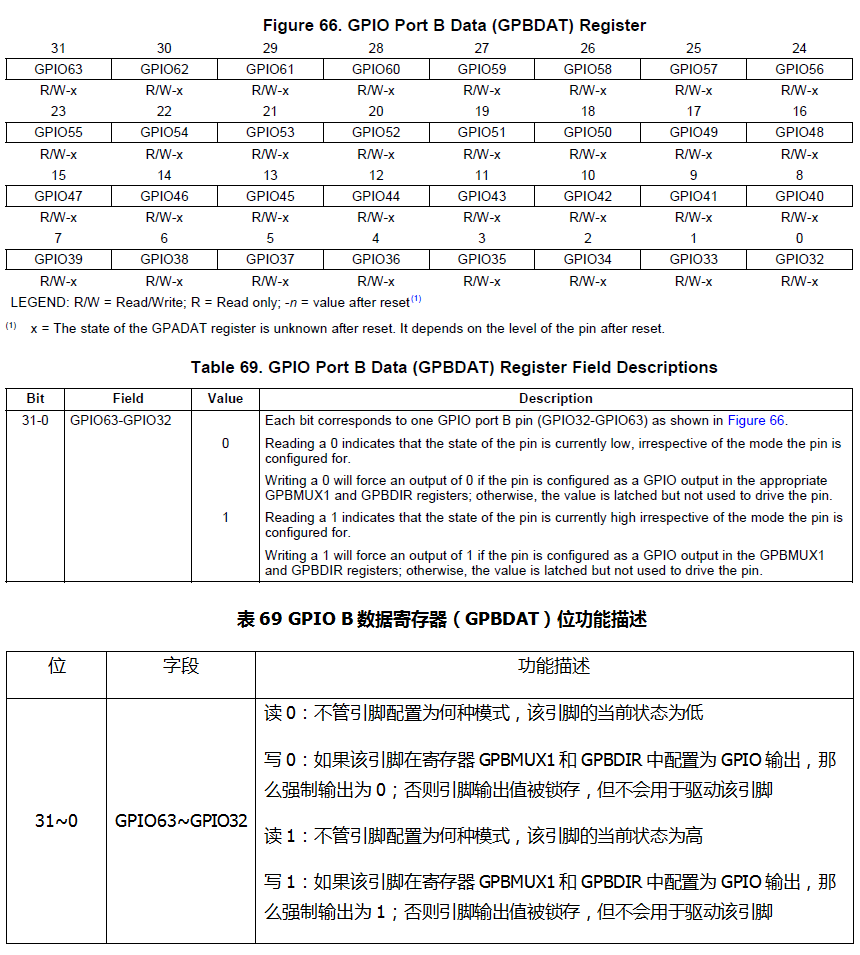 Figure 66. GPIO Port B Data (GPBDAT) Register
31 30 29 28 27 26 25 24
GPIO63 GPIO62 GPIO61 GPIO60 GPIO59 GPIO58 GPIO57 GPIO56
R/W-x R/W-x R/W-x R/W-x R/W-x R/W-x R/W-x R/W-x
23 22 21 20 19 18 17 16
GPIO55 GPIO54 GPIO53 GPIO52 GPIO51 GPIO50 GPIO49 GPIO48
R/W-x R/W-x R/W-x R/W-x R/W-x R/W-x R/W-x R/W-x
15 14 13 12 11 10 9 8
GPIO47 GPIO46 GPIO45 GPIO44 GPIO43 GPIO42 GPIO41 GPIO40
R/W-x R/W-x R/W-x R/W-x R/W-x R/W-x R/W-x R/W-x
7 6 5 4 3 2 1 0
GPIO39 GPIO38 GPIO37 GPIO36 GPIO35 GPIO34 GPIO33 GPIO32
R/W-x R/W-x R/W-x R/W-x R/W-x R/W-x R/W-x R/W-x
LEGEND: R/W = Read/Write; R = Read only; -n = value after reset(1)
(1) x = The state of the GPADAT register is unknown after reset. It depends on the level of the pin after reset.
Table 69. GPIO Port B Data (GPBDAT) Register Field Descriptions
Bit Field Value Description
31-0 GPIO63-GPIO32 Each bit corresponds to one GPIO port B pin (GPIO32-GPIO63) as shown in Figure 66.
0 Reading a 0 indicates that the state of the pin is currently low, irrespective of the mode the pin is
configured for.
Writing a 0 will force an output of 0 if the pin is configured as a GPIO output in the appropriate
GPBMUX1 and GPBDIR registers; otherwise, the value is latched but not used to drive the pin.
1 Reading a 1 indicates that the state of the pin is currently high irrespective of the mode the pin is
configured for.
Writing a 1 will force an output of 1 if the pin is configured as a GPIO output in the GPBMUX1
and GPBDIR registers; otherwise, the value is latched but not used to drive the pin.
表 69 GPIO B 数据寄存器（GPBDAT）位功能描述
位 字段 功能描述
读 0：不管引脚配置为何种模式，该引脚的当前状态为低
写 0：如果该引脚在寄存器 GPBMUX1 和 GPBDIR 中配置为 GPIO 输出，那
么强制输出为 0；否则引脚输出值被锁存，但不会用于驱动该引脚
31~0 GPIO63~GPIO32
读 1：不管引脚配置为何种模式，该引脚的当前状态为高
写 1：如果该引脚在寄存器 GPBMUX1 和 GPBDIR 中配置为 GPIO 输出，那
么强制输出为 1；否则引脚输出值被锁存，但不会用于驱动该引脚